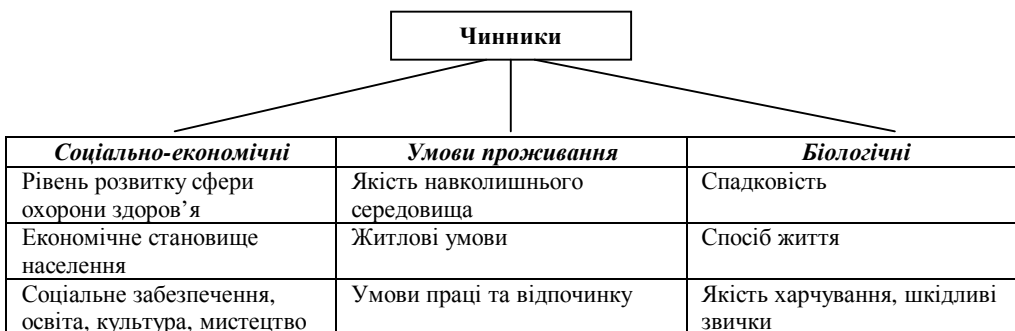 Чинники
Соціально-економічні
Умови проживання
Біологічні
Рівень розвитку сфери
охорони здоров’я
Якість навколишнього
середовища
Спадковість
Економічне становище
населення
Житлові умови
Спосіб життя
Соціальне забезпечення,
освіта, культура, мистецтво
Умови праці та відпочинку
Якість харчування, шкідливі
звички